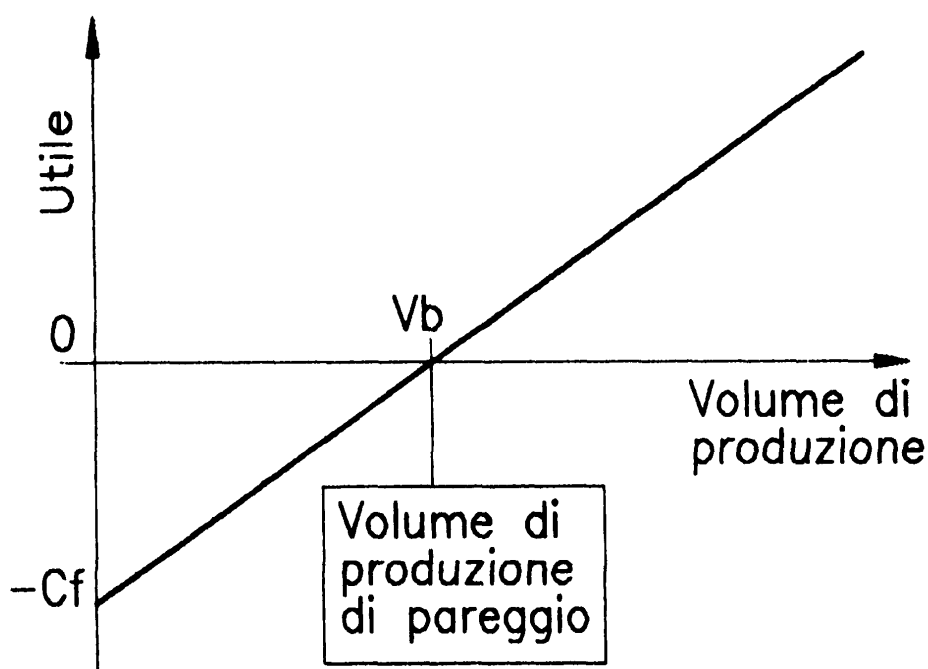 Utile
Vb
0
Volume di
produzione
Volume di
produzione
di pareggio
-Cf